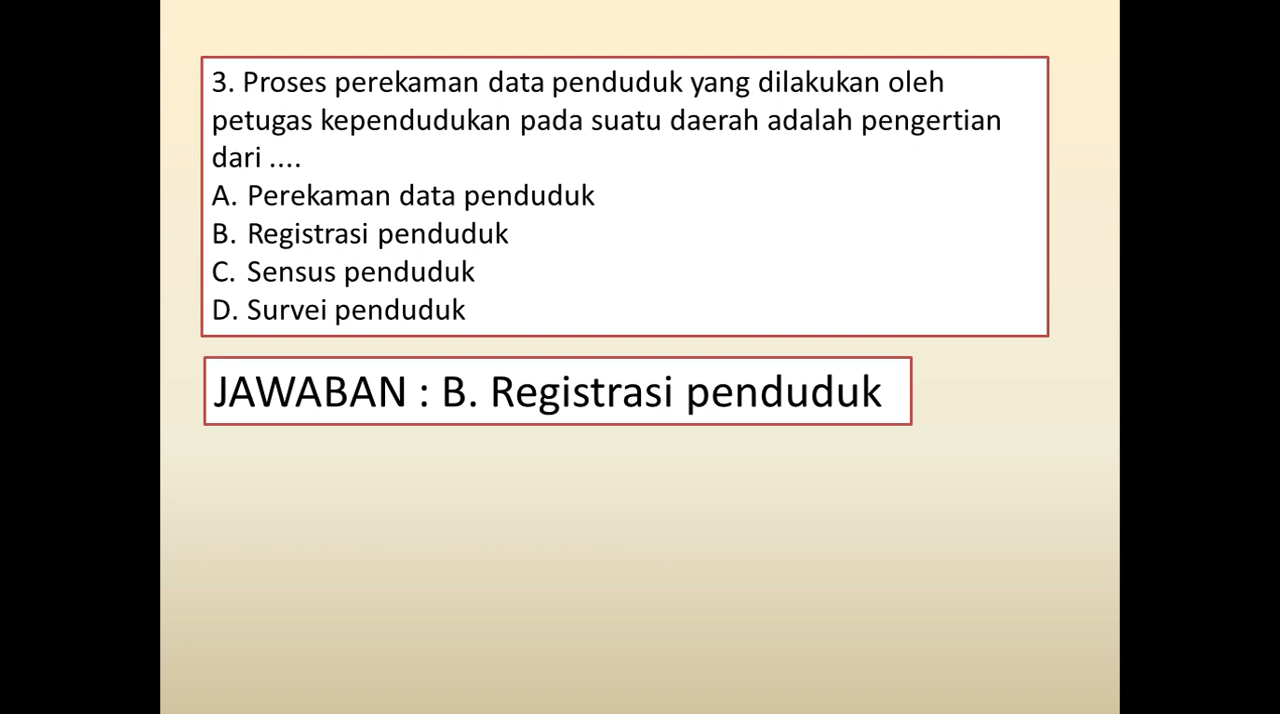 3. Proses perekaman data penduduk yang dilakukan oleh
petugas kependudukan pada suatu daerah adalah pengertian
dari ....
A. Perekaman data penduduk
B. Registrasi penduduk
C. Sensus penduduk
D. Survei penduduk
JAWABAN : B. Registrasi penduduk